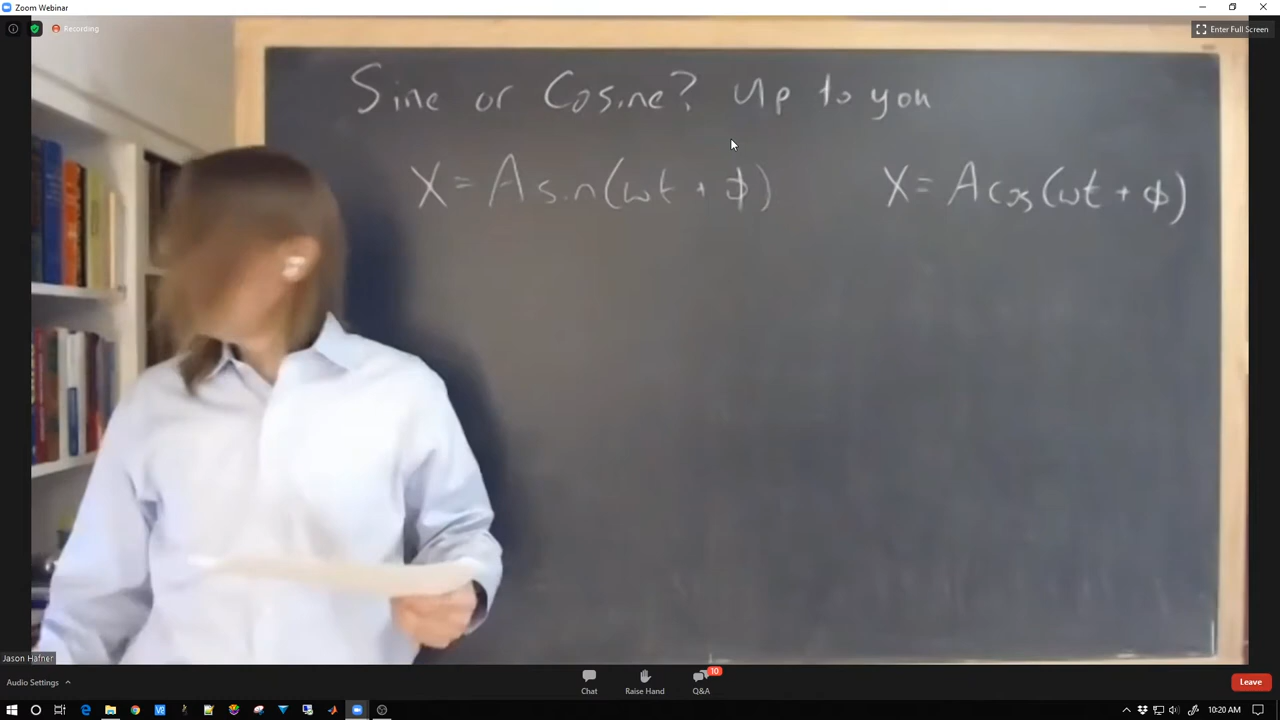 Zoom Webinar
Recording
Enter Full Screen
Sine or Cosine? Up to you
X = A sin(ωt + φ)
X = A cos(ωt + φ)
Jason Hafner
Audio Settings
Chat
Raise Hand
10
Q&A
Leave
10:20 AM